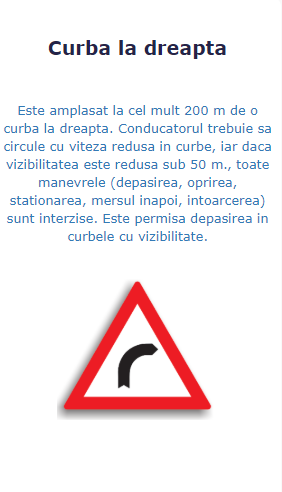 Curba la dreapta
Este amplasat la cel mult 200 m de o
curba la dreapta. Conducatorul trebuie sa
circule cu viteza redusa in curbe, iar daca
vizibilitatea este redusa sub 50 m., toate
manevrele (depasirea, oprirea,
stationarea, mersul inapoi, intoarcerea)
sunt interzise. Este permisa depasirea in
curbele cu vizibilitate.